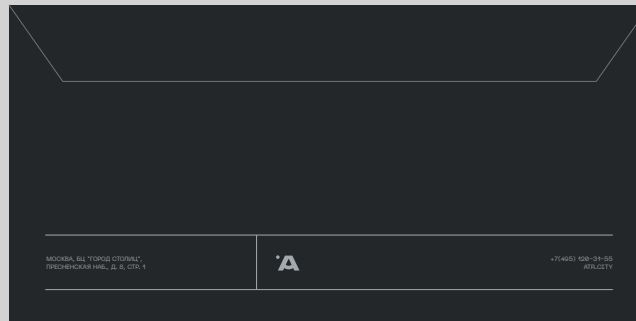 МОСКВА, БЦ "ГОРОД СТОЛИЦ",
ПРЕСНЕНСКАЯ НАБ., Д. 8, СТР. 1
A
+7(495) 120-31-55
ATR.CITY